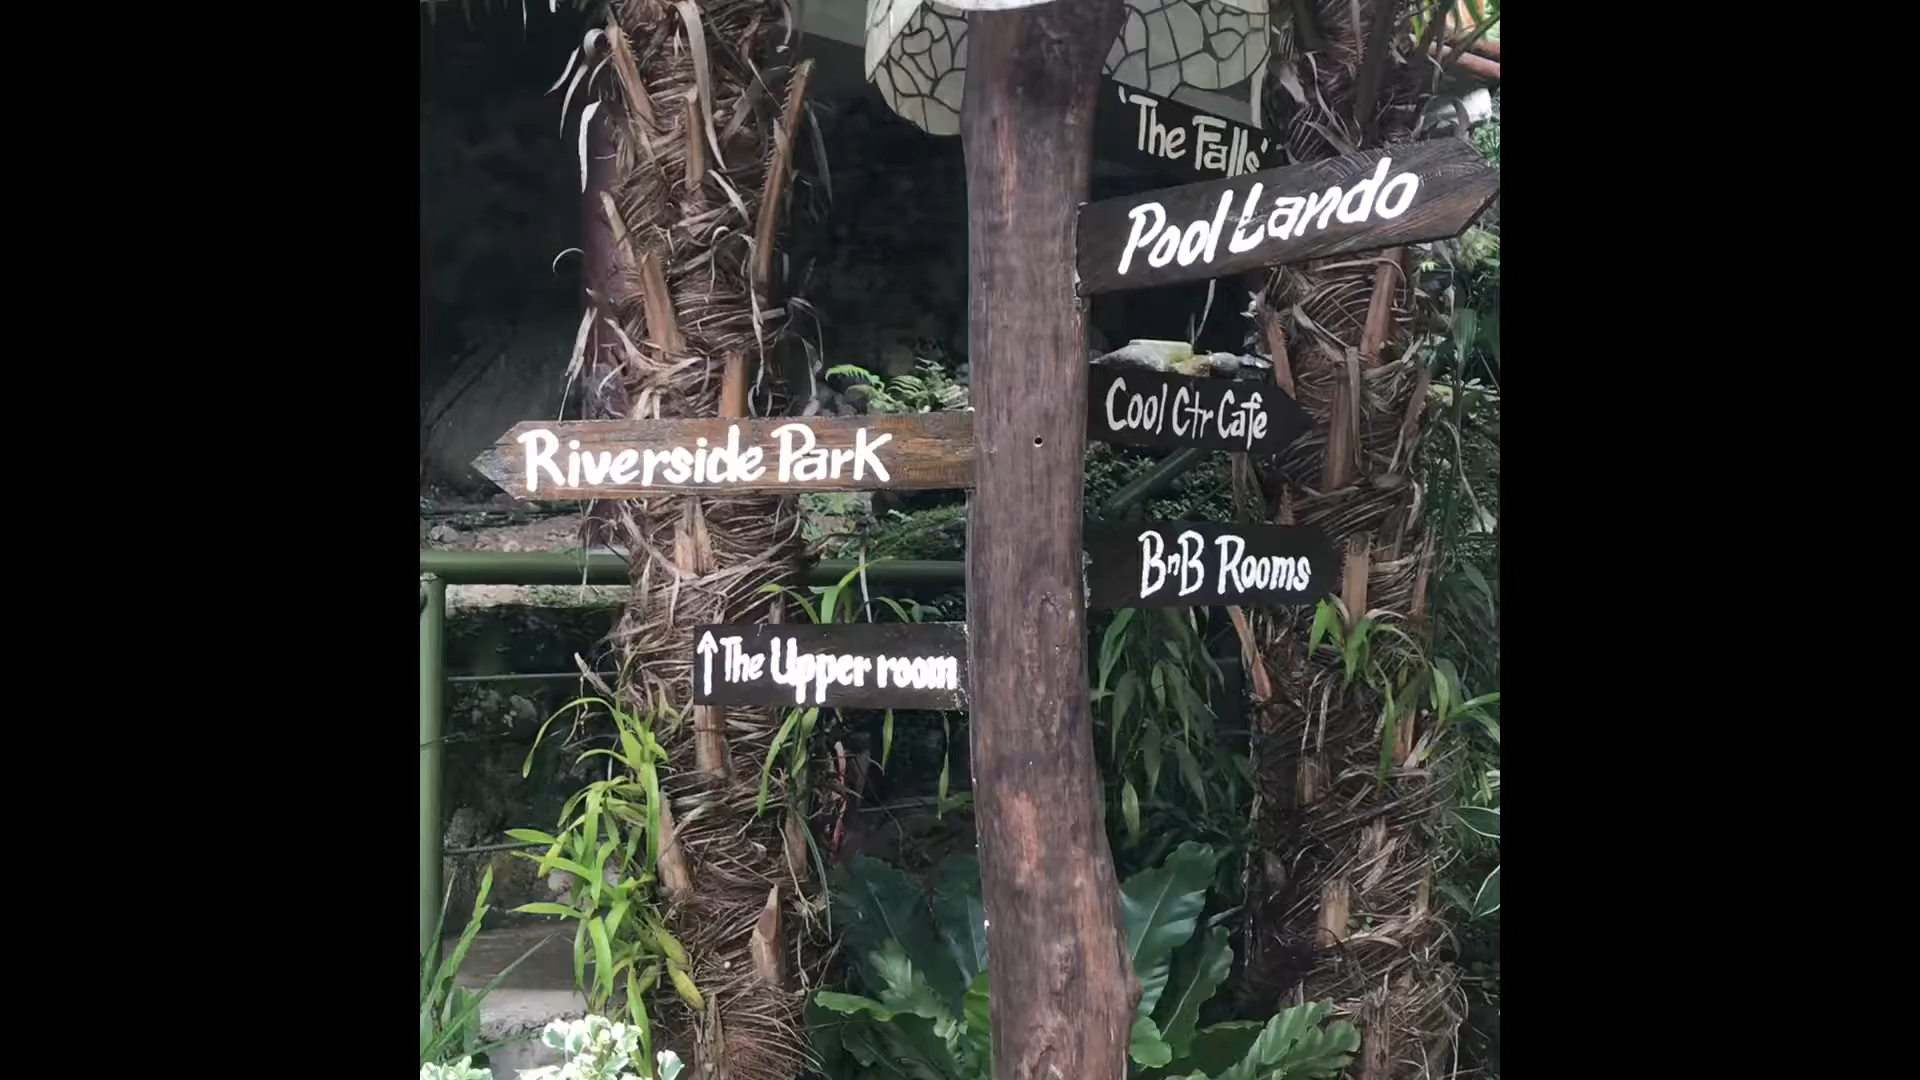 'The Falls'
Pool Lando
Cool Ctr Cafe
Riverside Park
BnB Rooms
↑ The Upper room